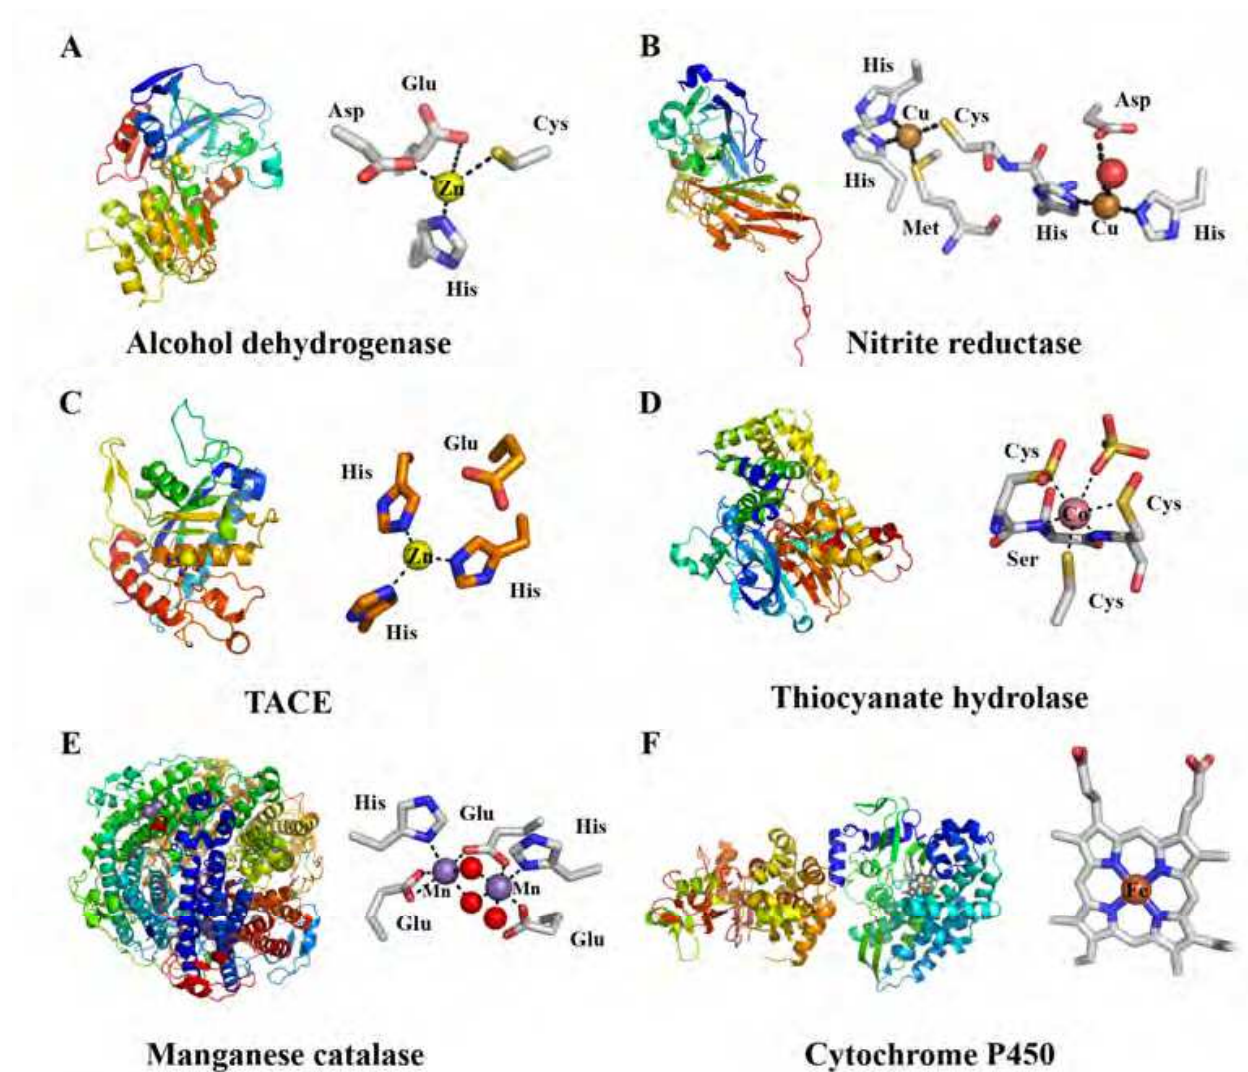 A
Asp
Glu
Cys
Zn
His
Alcohol dehydrogenase
B
His
Cu
Cys
Asp
His
Met
His
Cu
His
Nitrite reductase
C
His
Glu
Zn
His
His
TACE
D
Cys
Cys
Co
Ser
Cys
Thiocyanate hydrolase
E
His
Glu
His
Mn
Mn
Glu
Glu
Manganese catalase
F
Fe
Cytochrome P450